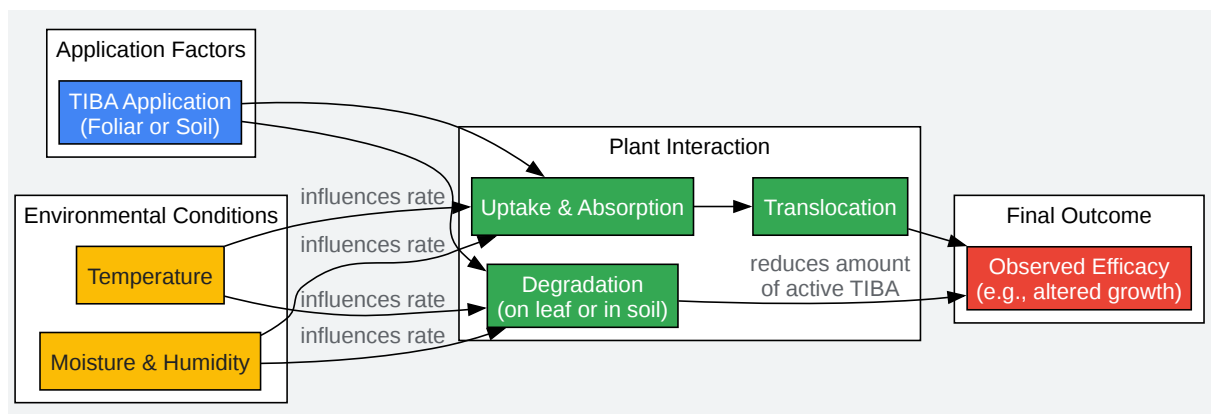 Application Factors
TIBA Application
(Foliar or Soil)
Environmental Conditions
Temperature
Moisture & Humidity
influences rate
influences rate
influences rate
influences rate
Plant Interaction
Uptake & Absorption
Translocation
Degradation
(on leaf or in soil)
reduces amount
of active TIBA
Final Outcome
Observed Efficacy
(e.g., altered growth)